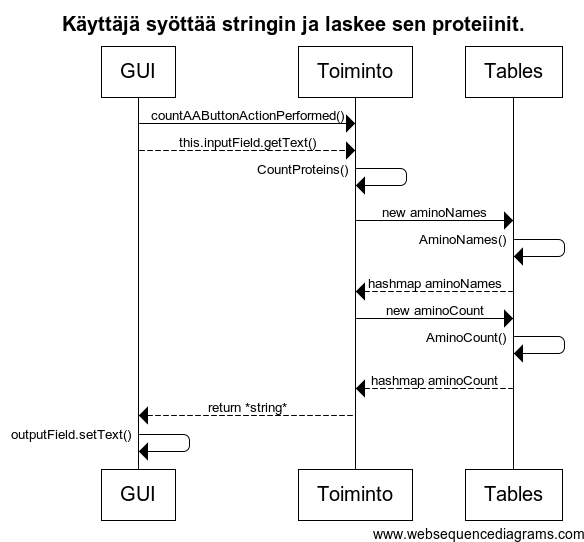 Käyttäjä syöttää stringin ja laskee sen proteiinit.
GUI
Toiminto
Tables
countAAButtonActionPerformed()
this.inputField.getText()
CountProteins()
new aminoNames
AminoNames()
hashmap aminoNames
new aminoCount
AminoCount()
hashmap aminoCount
return *string*
outputField.setText()
GUI
Toiminto
Tables
www.websequencediagrams.com